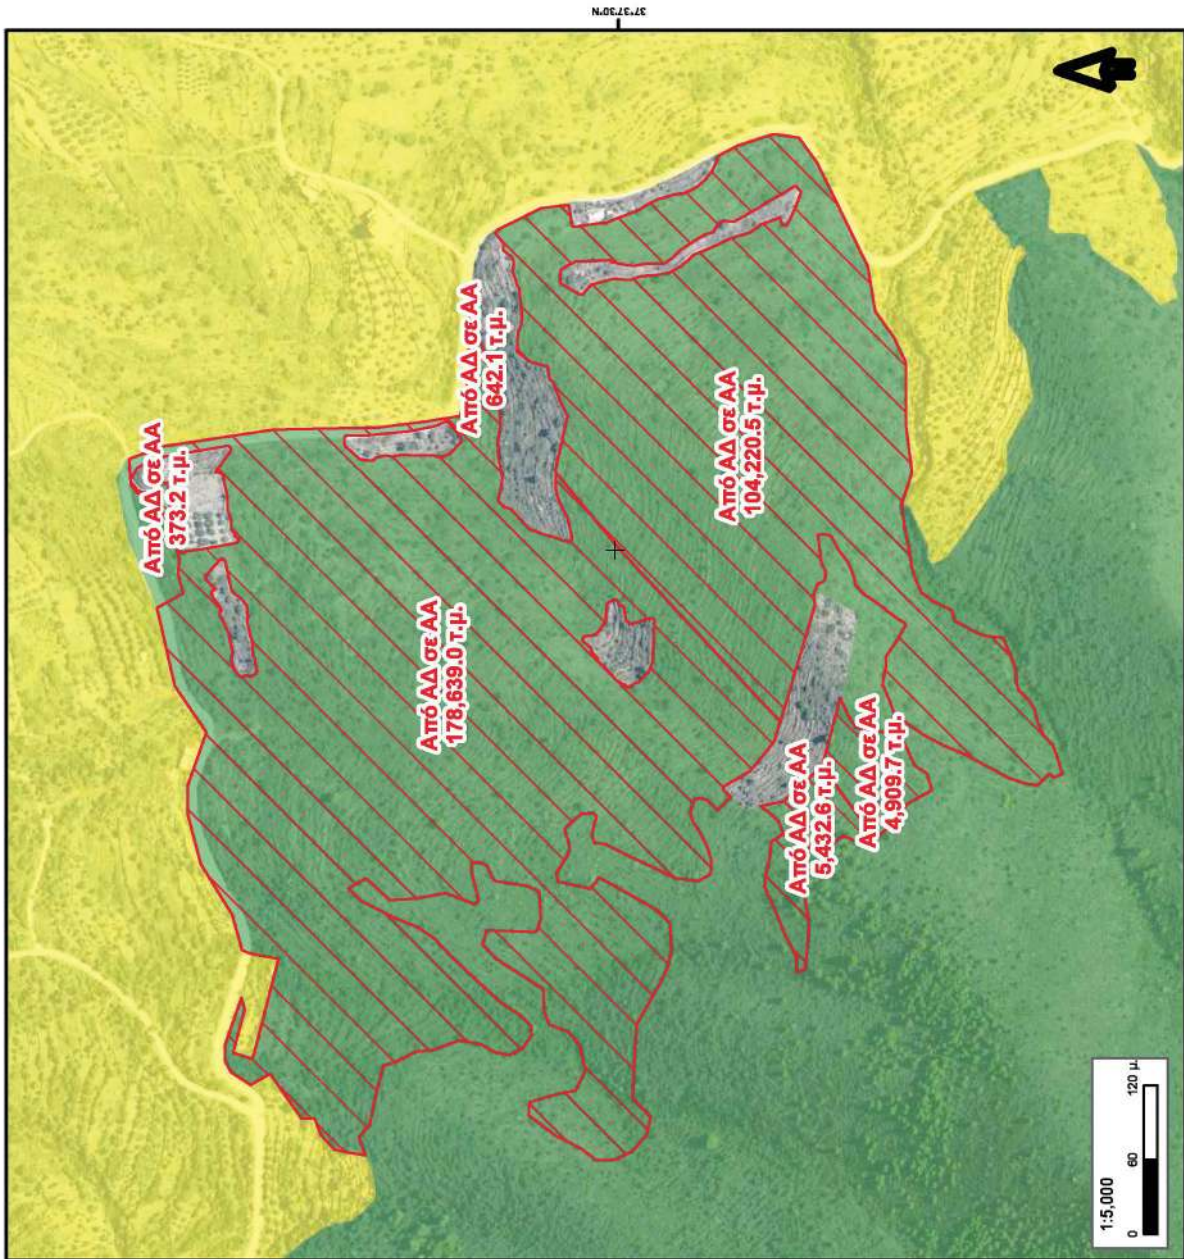 37°37'30"N
Από ΑΔ σε ΑΑ
373.2 τ.μ.
Από ΑΔ σε ΑΑ
642.1 τ.μ.
Από ΑΔ σε ΑΑ
104,220.5 τ.μ.
Από ΑΔ σε ΑΑ
178,639.0 τ.μ.
Από ΑΔ σε ΑΑ
5,432.6 τ.μ.
Από ΑΔ σε ΑΑ
4,909.7 τ.μ.
1:5,000
0 60 120 μ.